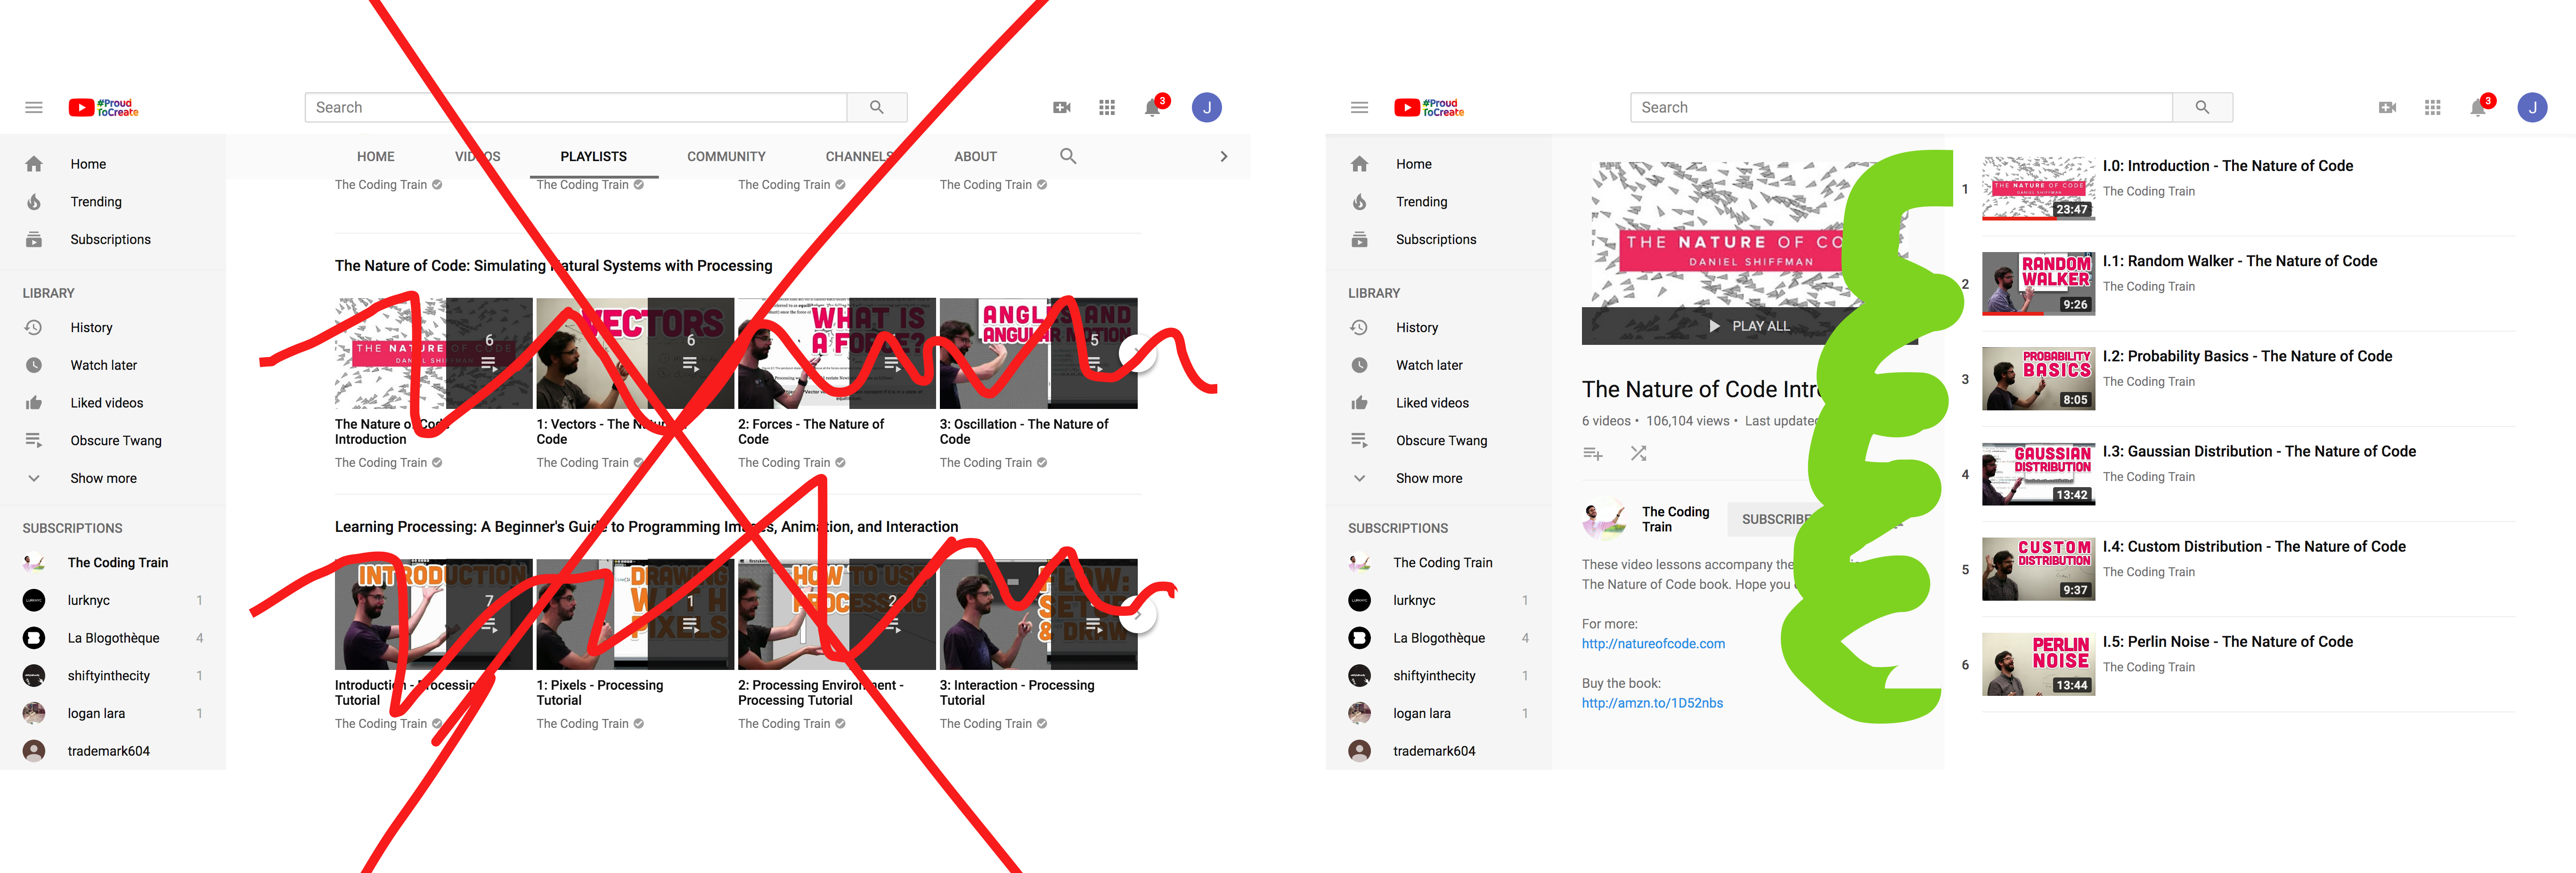 #Proud
ToCreate
Search
3
J
Home
Trending
Subscriptions
LIBRARY
History
Watch later
Liked videos
Obscure Twang
Show more
SUBSCRIPTIONS
The Coding Train
lurknyc 1
La Blogothèque 4
shiftyinthecity 1
logan lara 1
trademark604
HOME VIDEOS PLAYLISTS COMMUNITY CHANNELS ABOUT
The Coding Train The Coding Train The Coding Train The Coding Train
The Nature of Code: Simulating Natural Systems with Processing
THE NATURE OF CODE
DANIEL SHIFFMAN
6
VECTORS
6
WHAT IS
A FORCE?
ANGLES AND
ANGULAR MOTION
5
The Nature of Code
Introduction
The Coding Train
1: Vectors - The Nature of
Code
The Coding Train
2: Forces - The Nature of
Code
The Coding Train
3: Oscillation - The Nature of
Code
The Coding Train
Learning Processing: A Beginner's Guide to Programming Images, Animation, and Interaction
INTRODUCTION
7
DRAWING
WITH
PIXELS
1
HOW TO USE
PROCESSING
2
FLOW:
SETUP
& DRAW
Introduction - Processing
Tutorial
The Coding Train
1: Pixels - Processing
Tutorial
The Coding Train
2: Processing Environment -
Processing Tutorial
The Coding Train
3: Interaction - Processing
Tutorial
The Coding Train
#Proud
ToCreate
Search
3
J
Home
Trending
Subscriptions
LIBRARY
History
Watch later
Liked videos
Obscure Twang
Show more
SUBSCRIPTIONS
The Coding Train
lurknyc 1
La Blogothèque 4
shiftyinthecity 1
logan lara 1
trademark604
THE NATURE OF CO
DANIEL SHIFFMAN
PLAY ALL
The Nature of Code Intr
6 videos • 106,104 views • Last updated
The Coding
Train
SUBSCRIBE
These video lessons accompany the
The Nature of Code book. Hope you
For more:
http://natureofcode.com
Buy the book:
http://amzn.to/1D52nbs
1
THE NATURE OF CODE
DANIEL SHIFFMAN
23:47
I.0: Introduction - The Nature of Code
The Coding Train
2
RANDOM
WALKER
9:26
I.1: Random Walker - The Nature of Code
The Coding Train
3
PROBABILITY
BASICS
8:05
I.2: Probability Basics - The Nature of Code
The Coding Train
4
GAUSSIAN
DISTRIBUTION
13:42
I.3: Gaussian Distribution - The Nature of Code
The Coding Train
5
CUSTOM
DISTRIBUTION
9:37
I.4: Custom Distribution - The Nature of Code
The Coding Train
6
PERLIN
NOISE
13:44
I.5: Perlin Noise - The Nature of Code
The Coding Train